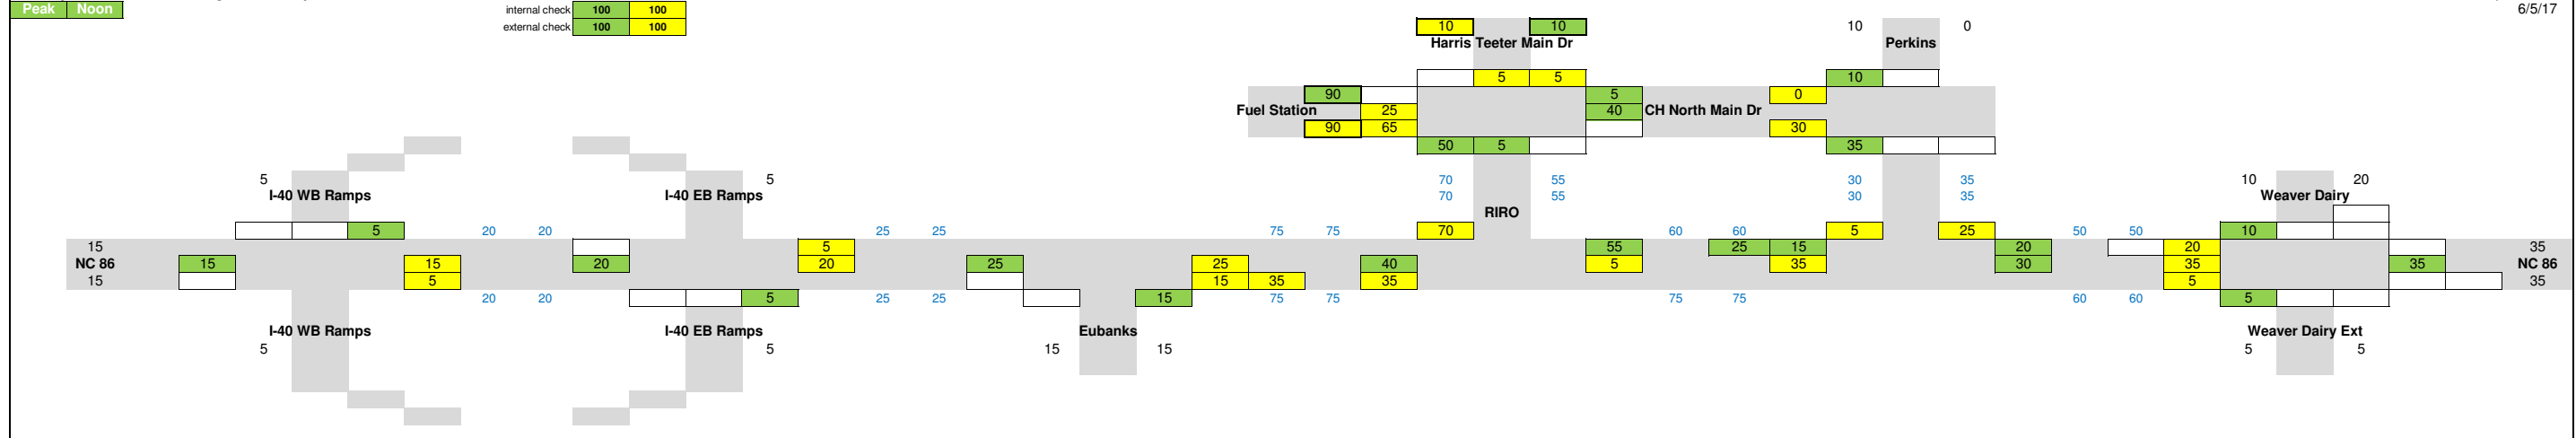 Peak Noon internal check 100 100 6/5/17
external check 100 100
10 10 10 0
Harris Teeter Main Dr Perkins
5 5 10
90 5 0
Fuel Station 25 40 CH North Main Dr
90 65 30
50 5 35
5 5 70 55 30 35 10 20
I-40 WB Ramps I-40 EB Ramps 70 55 30 35 Weaver Dairy
RIRO
5 20 20 25 25 75 75 70 60 60 5 25 50 50 10
15 5 55 25 15 20 20 35
NC 86 15 15 20 20 25 25 40 5 35 30 35 35 NC 86
15 5 15 35 35 5 35
20 20 5 25 25 15 75 75 75 75 60 60 5
I-40 WB Ramps I-40 EB Ramps Eubanks Weaver Dairy Ext
5 5 15 15 5 5